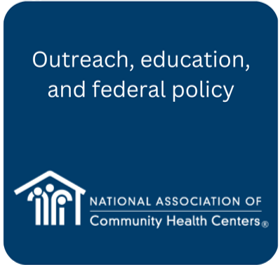 Outreach, education,
and federal policy
NATIONAL ASSOCIATION OF
Community Health Centers®